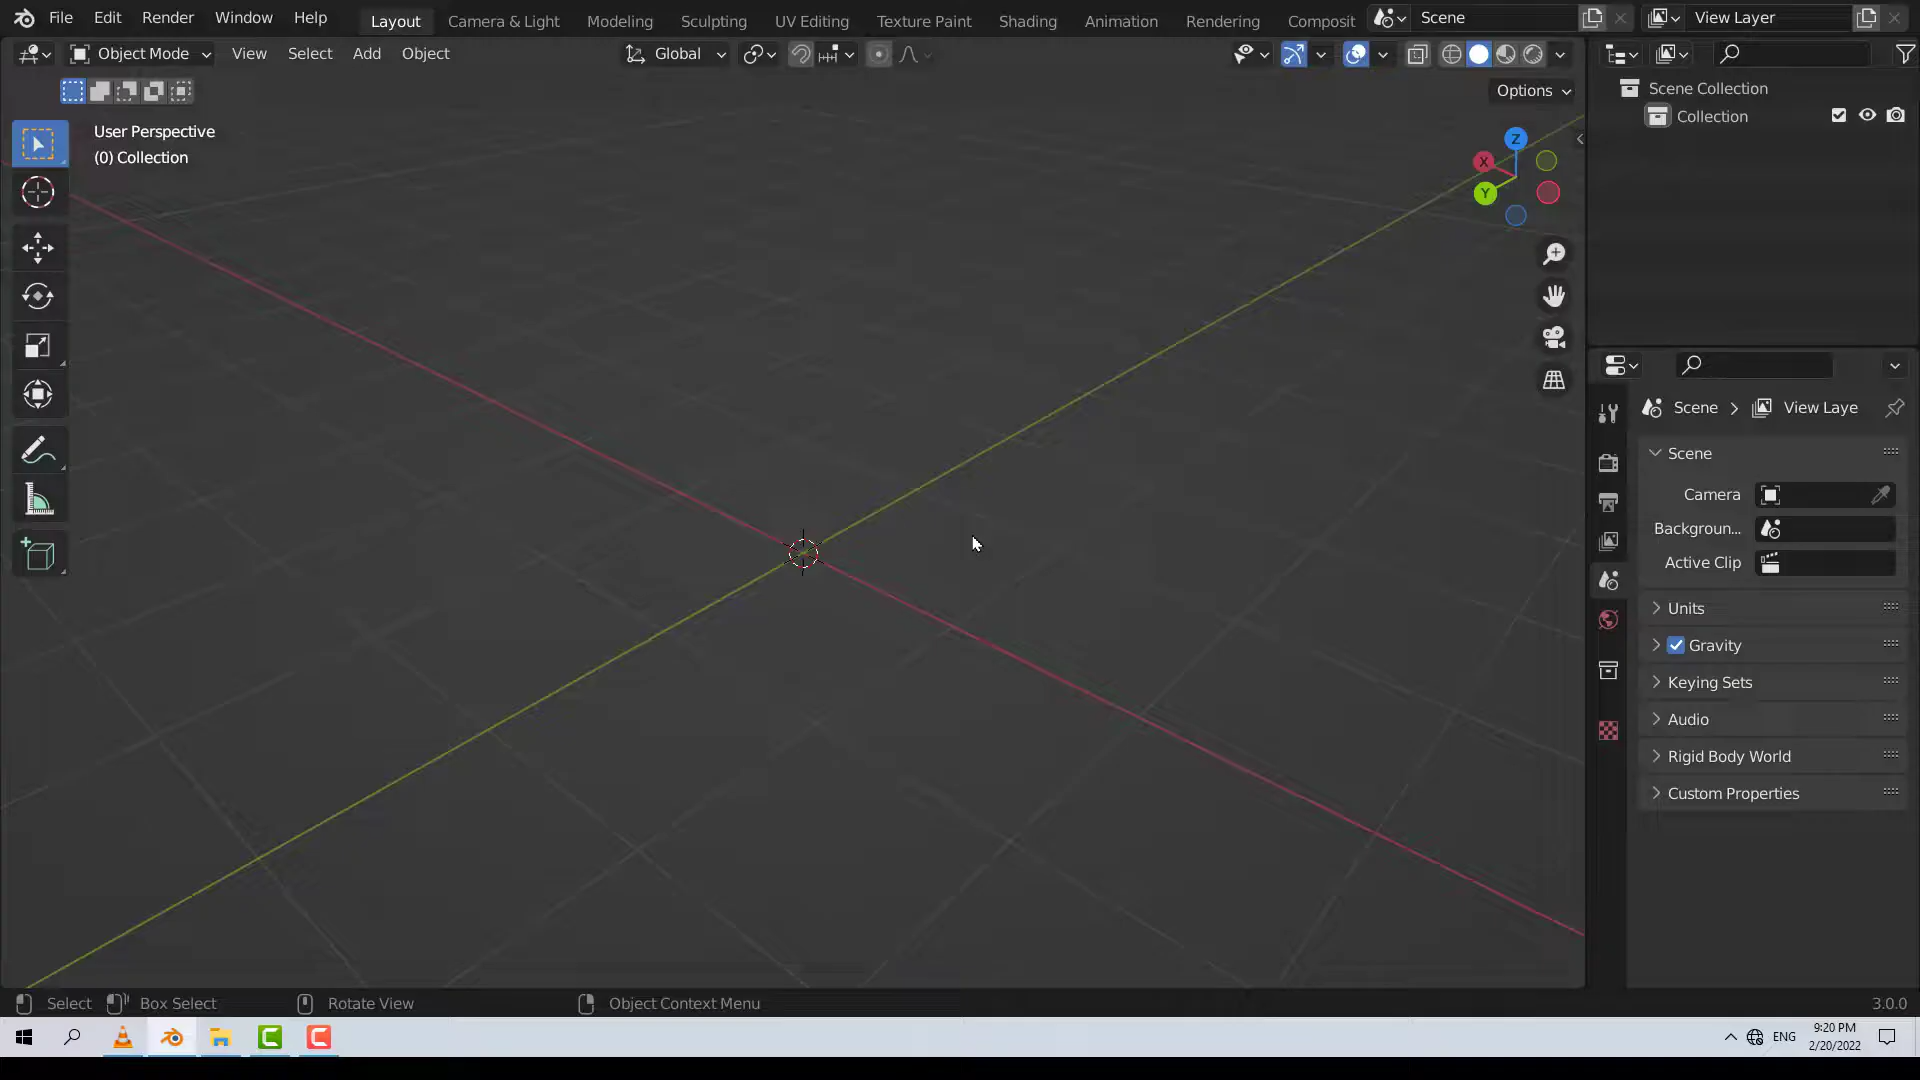 File Edit Render Window Help Layout Camera & Light Modeling Sculpting UV Editing Texture Paint Shading Animation Rendering Composit Scene View Layer
Object Mode View Select Add Object Global
Options
User Perspective
(0) Collection
Z
X
Y
Scene Collection
Collection
Scene View Laye
Scene
Camera
Backgroun...
Active Clip
Units
Gravity
Keying Sets
Audio
Rigid Body World
Custom Properties
Select Box Select Rotate View Object Context Menu 3.0.0
ENG
9:20 PM
2/20/2022